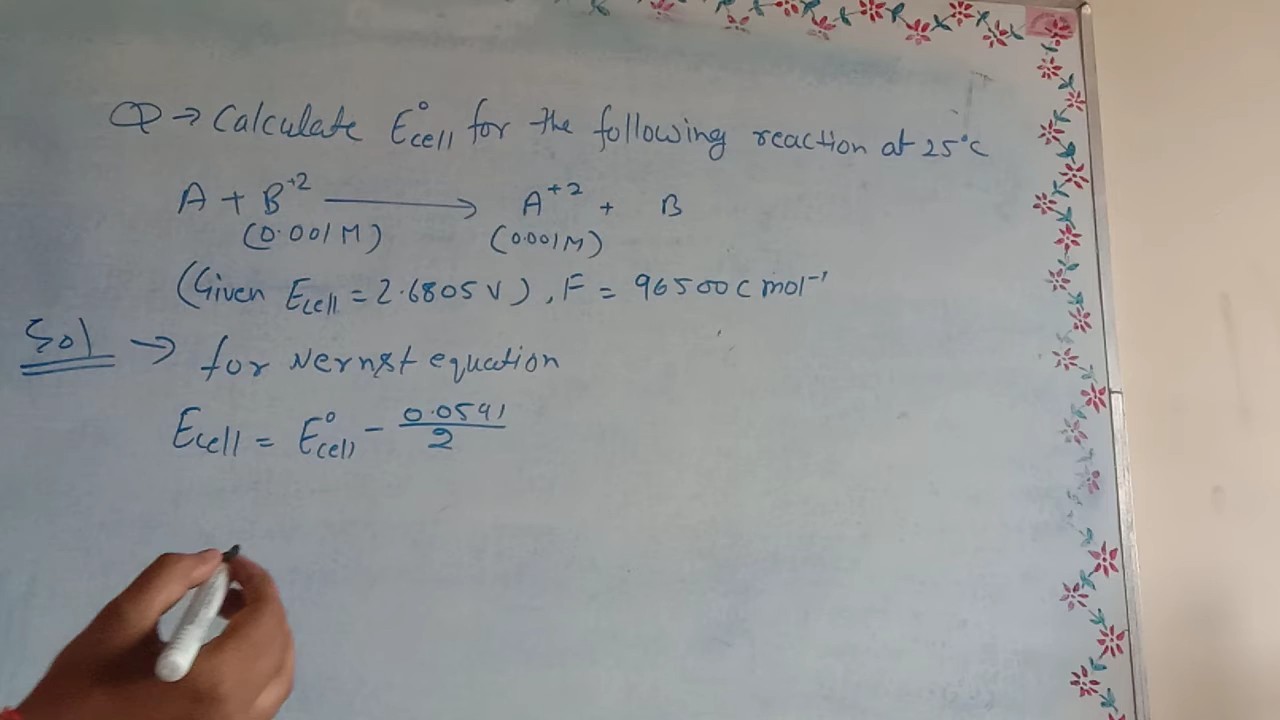 Q → Calculate E°cell for the following reaction at 25°C
A + B+2 ⟶ A+2 + B
(0.001M) (0.001M)
(Given Ecell = 2.6805 V), F = 96500 C mol-1
Sol → for Nernst equation
Ecell = E°cell - 0.0591/2